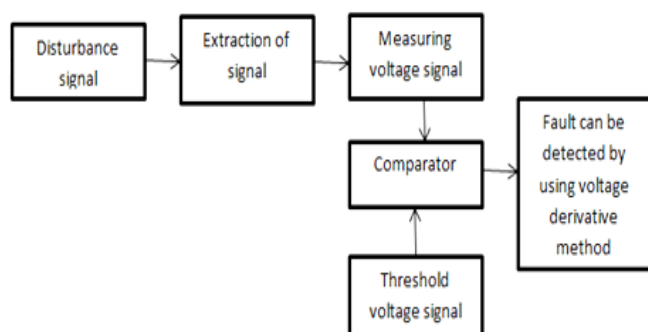 Disturbance
signal
Extraction of
signal
Measuring
voltage signal
Comparator
Fault can be
detected by
using voltage
derivative
method
Threshold
voltage signal